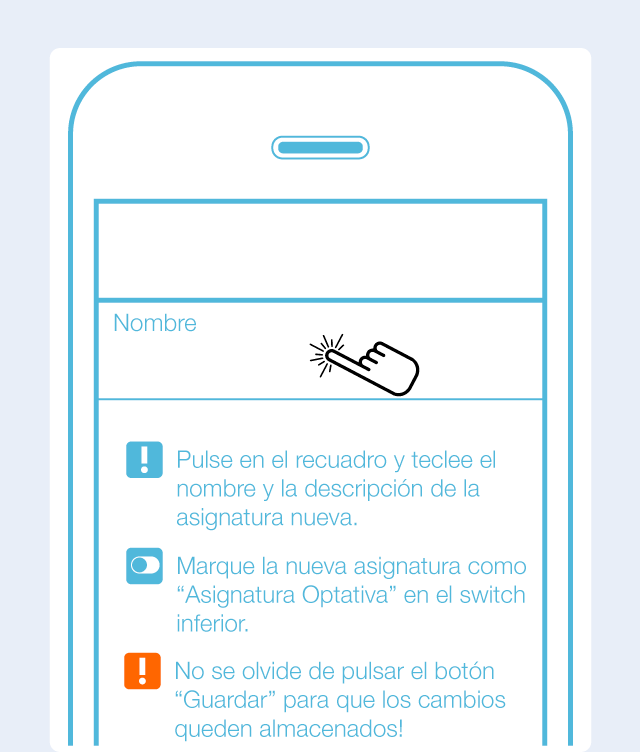 Nombre
Pulse en el recuadro y teclee el
nombre y la descripción de la
asignatura nueva.
Marque la nueva asignatura como
“Asignatura Optativa” en el switch
inferior.
No se olvide de pulsar el botón
“Guardar” para que los cambios
queden almacenados!